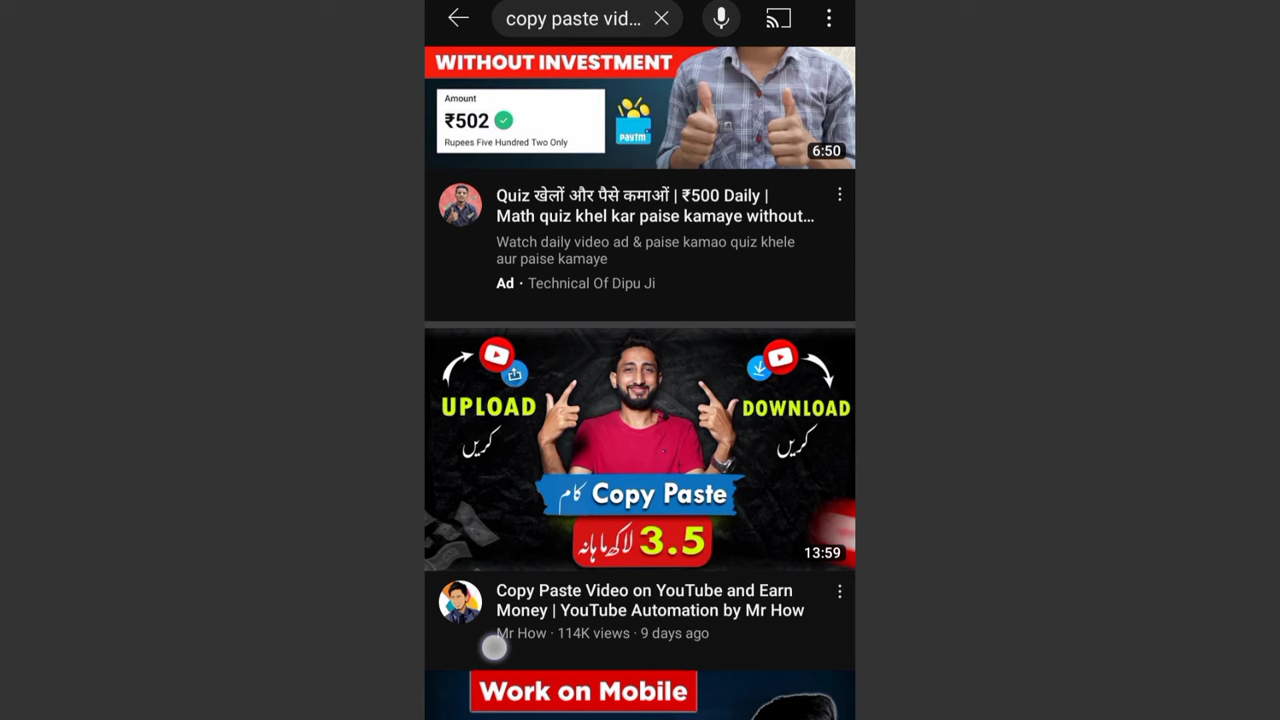 copy paste vid...
WITHOUT INVESTMENT
Amount
₹502
Rupees Five Hundred Two Only
paytm
6:50
Quiz खेलों और पैसे कमाओं | ₹500 Daily |
Math quiz khel kar paise kamaye without...
Watch daily video ad & paise kamao quiz khele
aur paise kamaye
Ad · Technical Of Dipu Ji
UPLOAD
کریں
DOWNLOAD
کریں
کام Copy Paste
3.5 لاکھ ماہانہ
13:59
Copy Paste Video on YouTube and Earn
Money | YouTube Automation by Mr How
Mr How · 114K views · 9 days ago
Work on Mobile